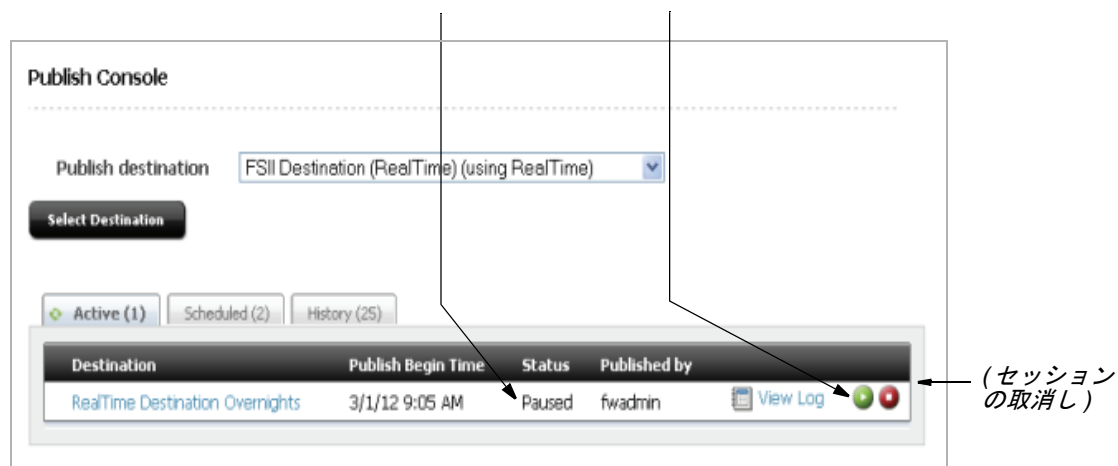 Publish Console
Publish destination FSII Destination (RealTime) (using RealTime)
Select Destination
Active (1) Scheduled (2) History (25)
Destination Publish Begin Time Status Published by
RealTime Destination Overnights 3/1/12 9:05 AM Paused fwadmin View Log
(セッション
の取消し)